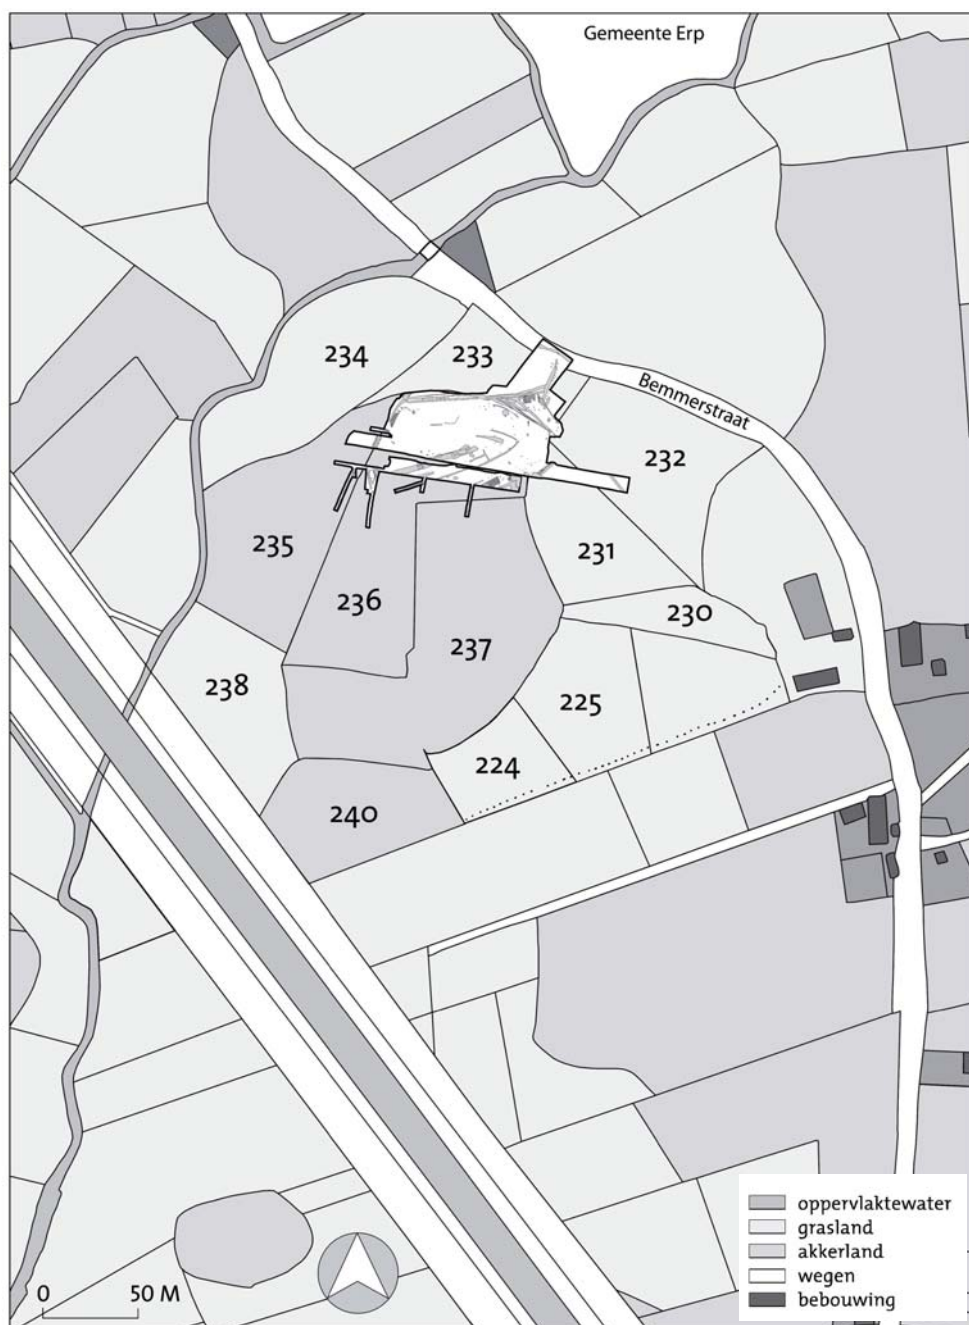 Gemeente Erp
234
233
Bemmerstraat
232
235
231
236
230
237
238
225
224
240
oppervlaktewater
grasland
akkerland
wegen
bebouwing
0 50 M